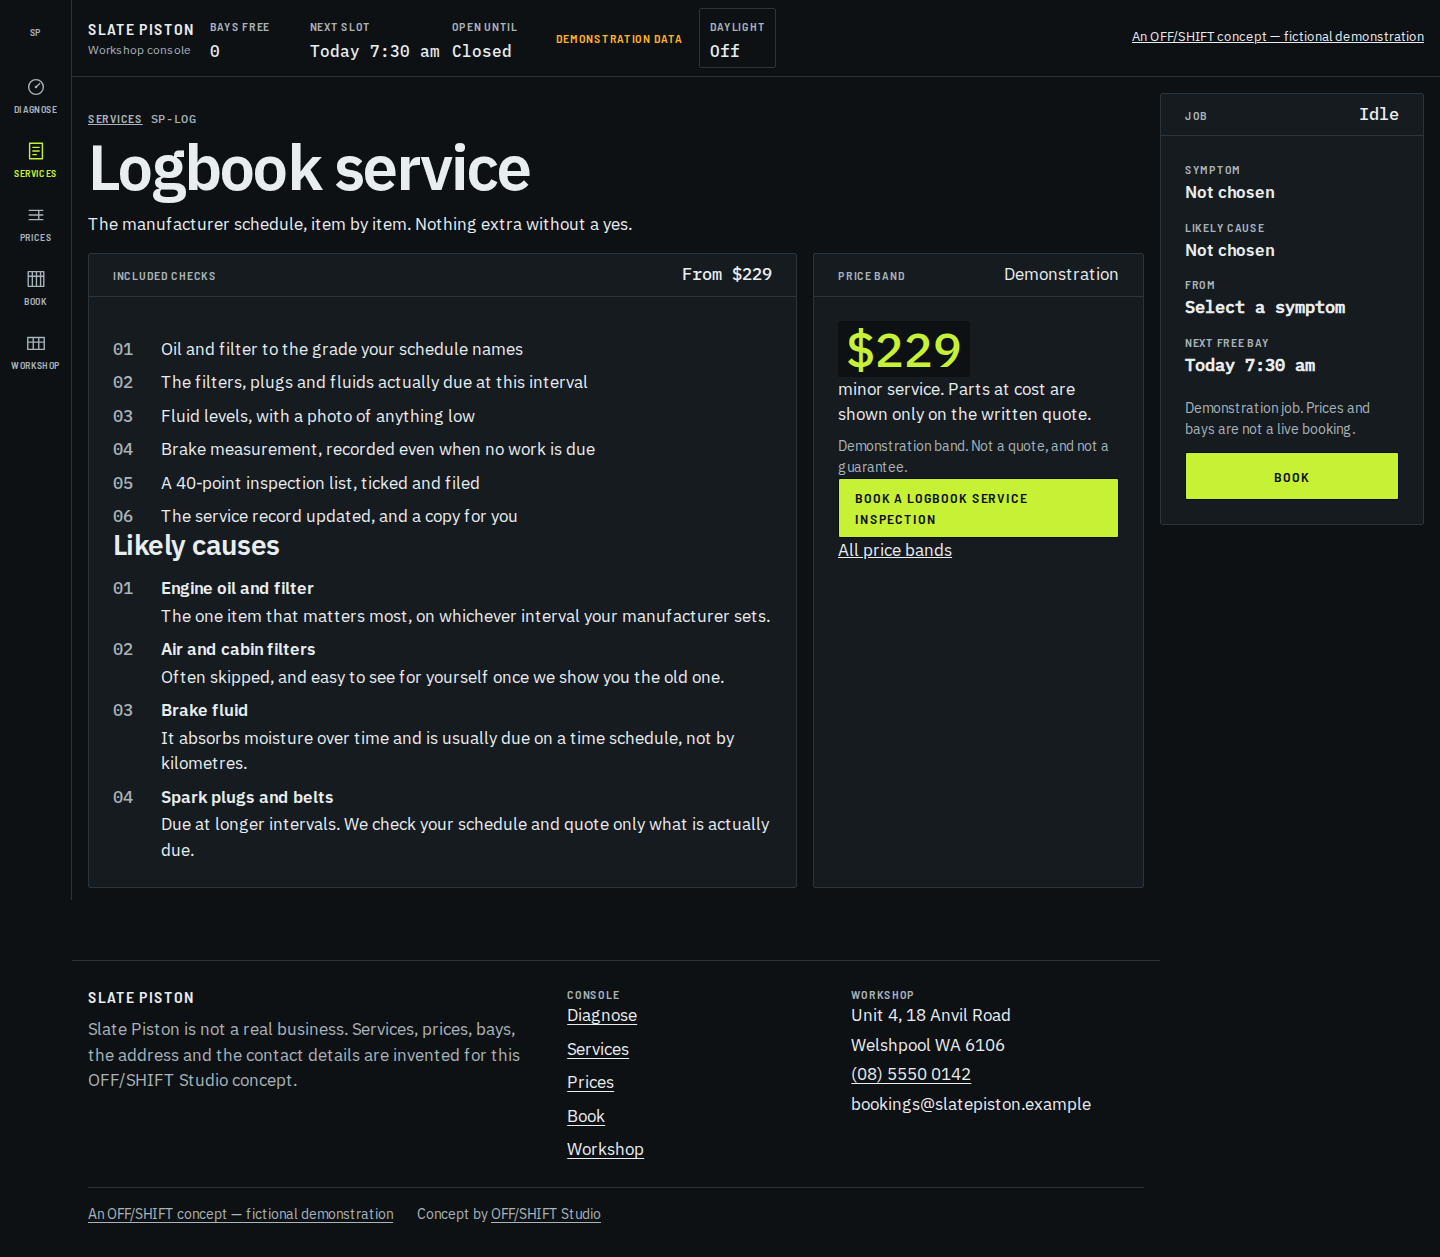 SP
DIAGNOSE
SERVICES
PRICES
BOOK
WORKSHOP
SLATE PISTON
Workshop console
BAYS FREE
0
NEXT SLOT
Today 7:30 am
OPEN UNTIL
Closed
DEMONSTRATION DATA
DAYLIGHT
Off
An OFF/SHIFT concept — fictional demonstration
SERVICES SP-LOG
Logbook service
The manufacturer schedule, item by item. Nothing extra without a yes.
INCLUDED CHECKS
From $229
01 Oil and filter to the grade your schedule names
02 The filters, plugs and fluids actually due at this interval
03 Fluid levels, with a photo of anything low
04 Brake measurement, recorded even when no work is due
05 A 40-point inspection list, ticked and filed
06 The service record updated, and a copy for you
Likely causes
01 Engine oil and filter
The one item that matters most, on whichever interval your manufacturer sets.
02 Air and cabin filters
Often skipped, and easy to see for yourself once we show you the old one.
03 Brake fluid
It absorbs moisture over time and is usually due on a time schedule, not by
kilometres.
04 Spark plugs and belts
Due at longer intervals. We check your schedule and quote only what is actually
due.
PRICE BAND
Demonstration
$229
minor service. Parts at cost are
shown only on the written quote.
Demonstration band. Not a quote, and not a
guarantee.
BOOK A LOGBOOK SERVICE
INSPECTION
All price bands
JOB
Idle
SYMPTOM
Not chosen
LIKELY CAUSE
Not chosen
FROM
Select a symptom
NEXT FREE BAY
Today 7:30 am
Demonstration job. Prices and
bays are not a live booking.
BOOK
SLATE PISTON
Slate Piston is not a real business. Services, prices, bays,
the address and the contact details are invented for this
OFF/SHIFT Studio concept.
CONSOLE
Diagnose
Services
Prices
Book
Workshop
WORKSHOP
Unit 4, 18 Anvil Road
Welshpool WA 6106
(08) 5550 0142
bookings@slatepiston.example
An OFF/SHIFT concept — fictional demonstration
Concept by OFF/SHIFT Studio